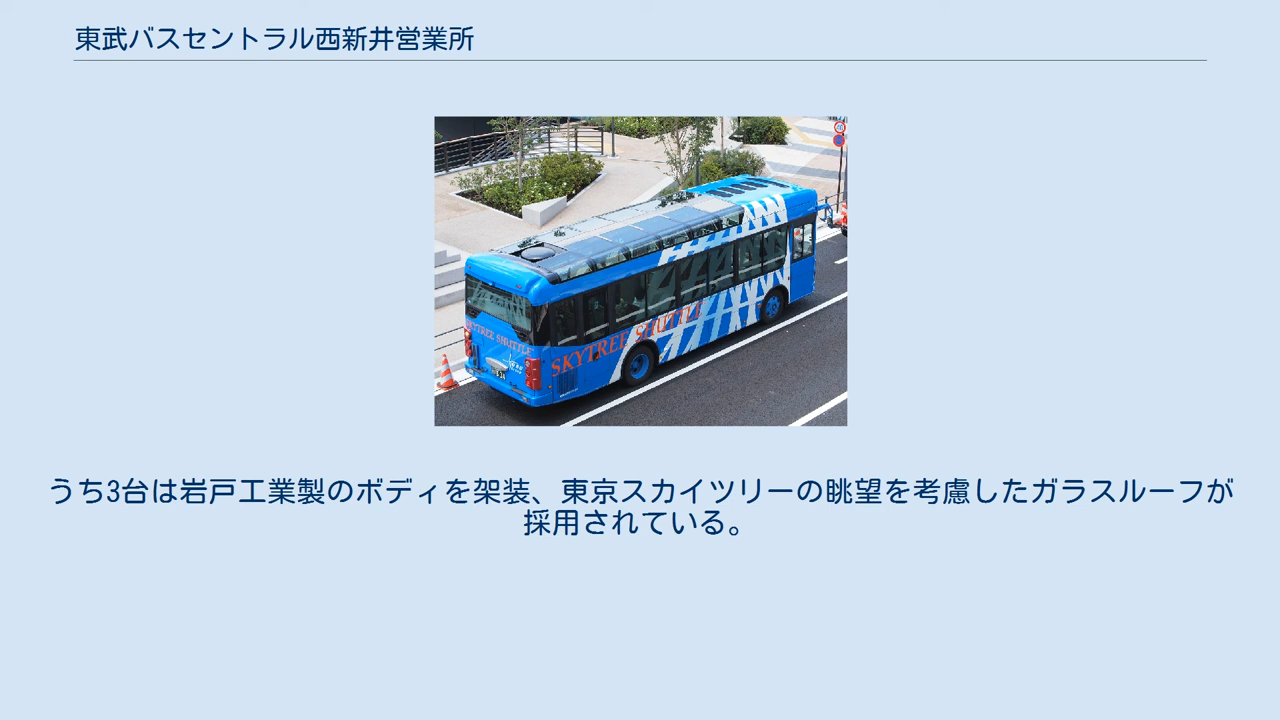 東武バスセントラル西新井営業所
SKYTREE SHUTTLE
SKYTREE SHUTTLE
うち3台は岩戸工業製のボディを架装、東京スカイツリーの眺望を考慮したガラスルーフが
採用されている。